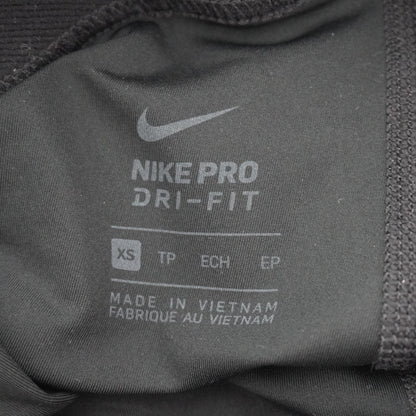 NIKE PRO
DRI-FIT
XS TP ECH EP
MADE IN VIETNAM
FABRIQUE AU VIETNAM